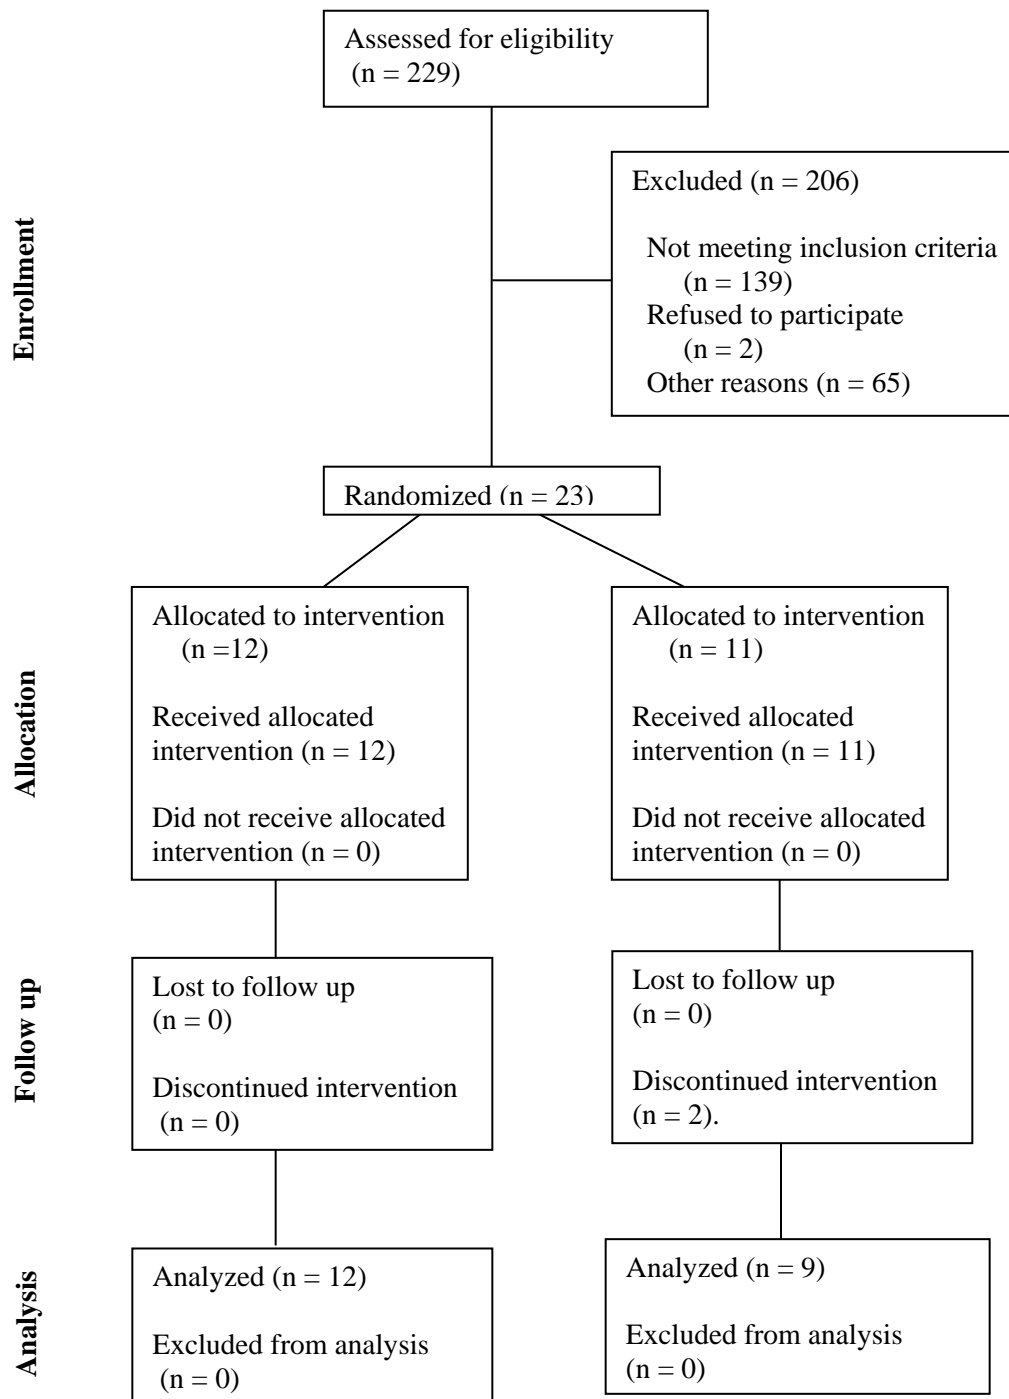 Assessed for eligibility
(n = 229)
Enrollment
Excluded (n = 206)
Not meeting inclusion criteria
(n = 139)
Refused to participate
(n = 2)
Other reasons (n = 65)
Randomized (n = 23)
Allocation
Allocated to intervention
(n =12)
Received allocated
intervention (n = 12)
Did not receive allocated
intervention (n = 0)
Allocated to intervention
(n = 11)
Received allocated
intervention (n = 11)
Did not receive allocated
intervention (n = 0)
Follow up
Lost to follow up
(n = 0)
Discontinued intervention
(n = 0)
Lost to follow up
(n = 0)
Discontinued intervention
(n = 2).
Analysis
Analyzed (n = 12)
Excluded from analysis
(n = 0)
Analyzed (n = 9)
Excluded from analysis
(n = 0)